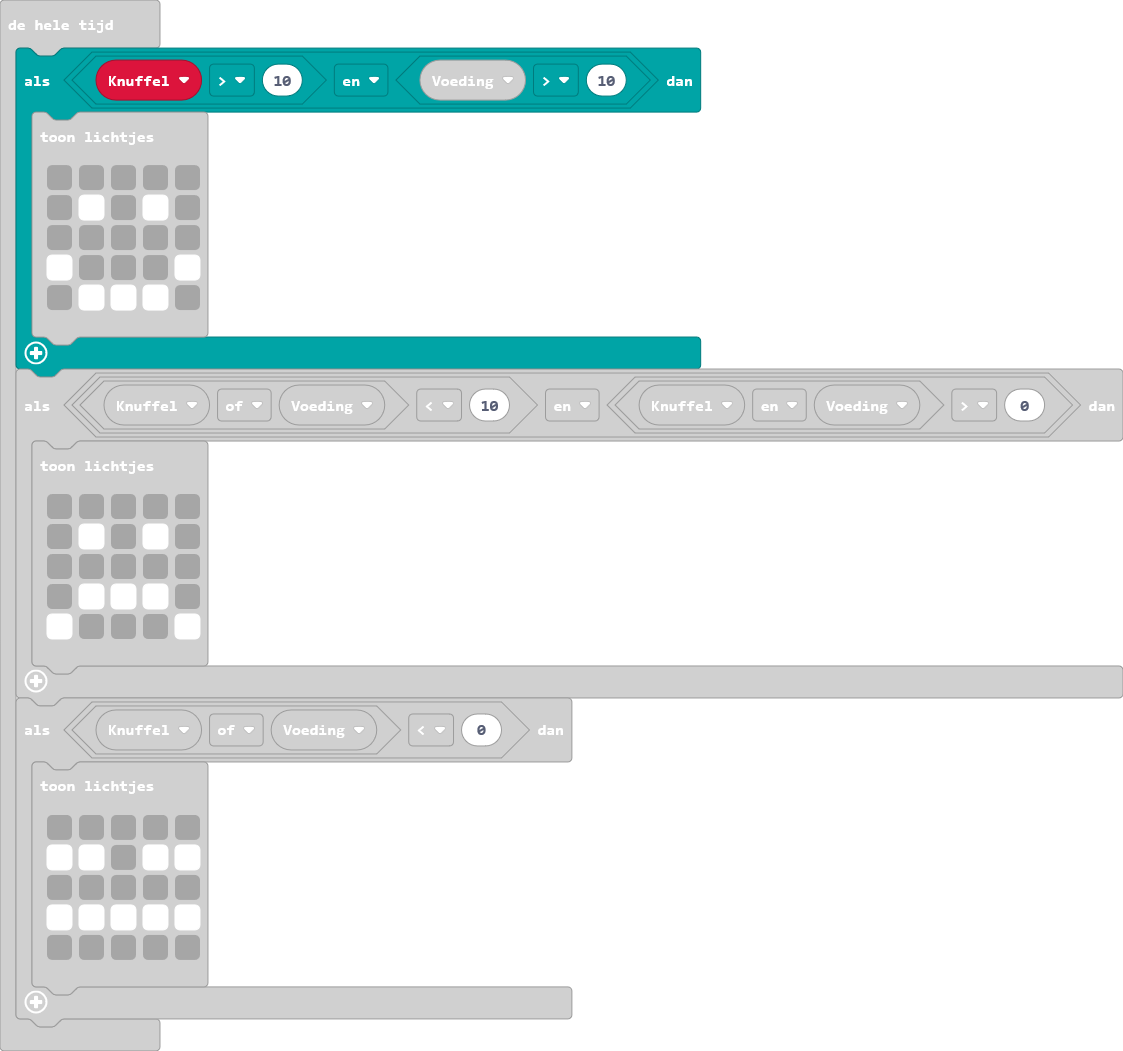 de hele tijd
als Knuffel > 10 en Voeding > 10 dan
toon lichtjes
als Knuffel of Voeding < 10 en Knuffel en Voeding > 0 dan
toon lichtjes
als Knuffel of Voeding < 0 dan
toon lichtjes